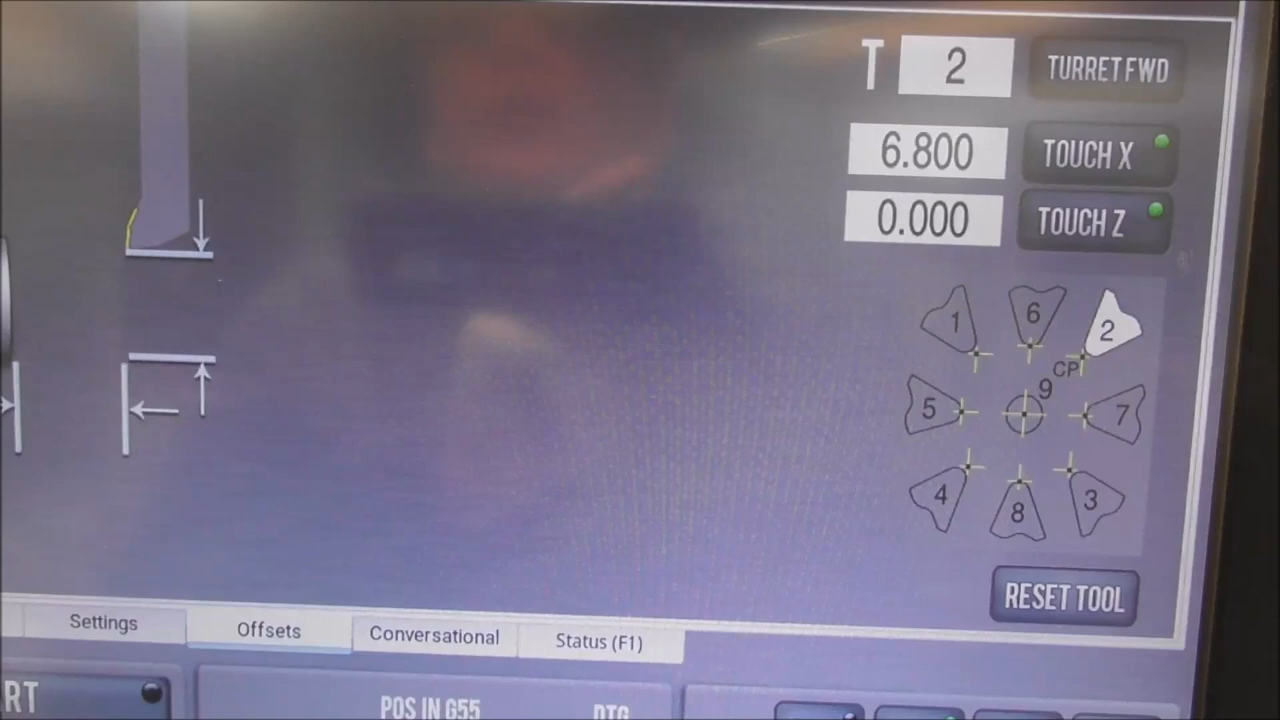 T 2 TURRET FWD
6.800 TOUCH X
0.000 TOUCH Z
1 6 2
CP
9
5 7
4 8 3
RESET TOOL
Settings Offsets Conversational Status (F1)
RT POS IN G55 DTG